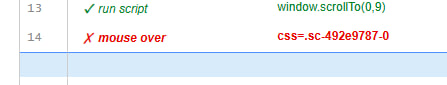 13 ✓ run script window.scrollTo(0,9)
14 ✗ mouse over css=.sc-492e9787-0